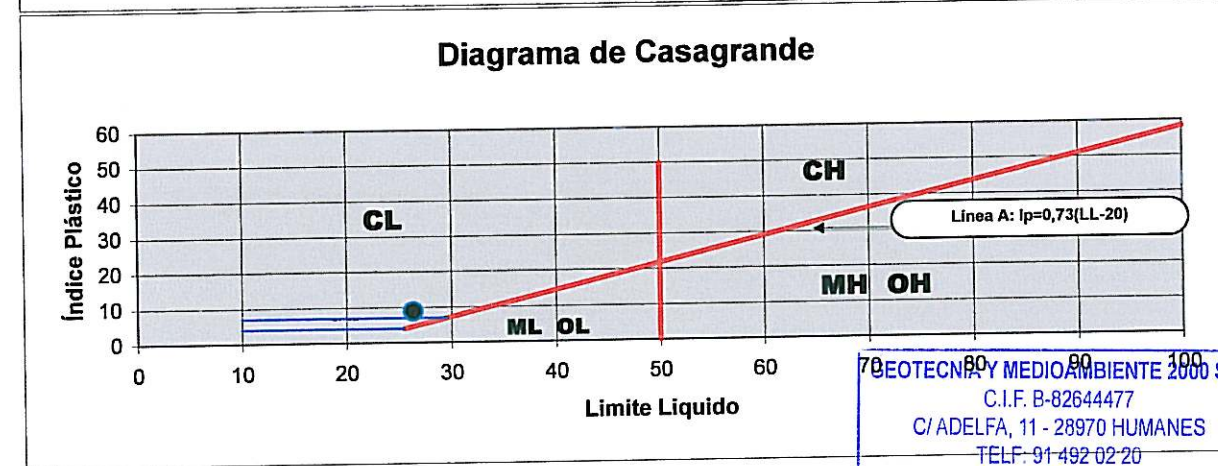 Diagrama de Casagrande
Índice Plástico
60
50
40
30
20
10
0
CL
CH
Línea A: Ip=0,73(LL-20)
ML OL
MH OH
0 10 20 30 40 50 60 70 80 90 100
Limite Liquido
GEOTECNIA Y MEDIOAMBIENTE 2000 S
C.I.F. B-82644477
C/ ADELFA, 11 - 28970 HUMANES
TELF: 91 492 02 20